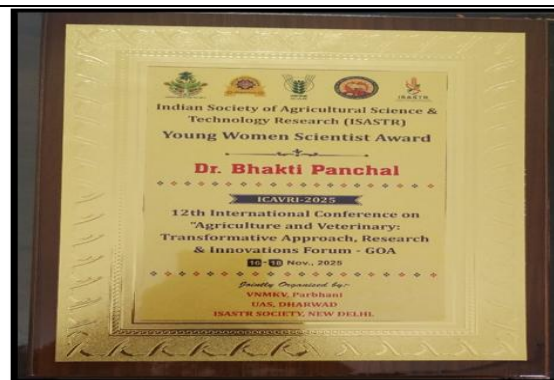 ISASTR
Indian Society of Agricultural Science &
Technology Research (ISASTR)
Young Women Scientist Award
Dr. Bhakti Panchal
ICAVRI-2025
12th International Conference on
"Agriculture and Veterinary:
Transformative Approach, Research
& Innovations Forum - GOA
16-18 Nov., 2025
Jointly Organised by:-
VNMKV, Parbhani
UAS, DHARWAD
ISASTR SOCIETY, NEW DELHI.